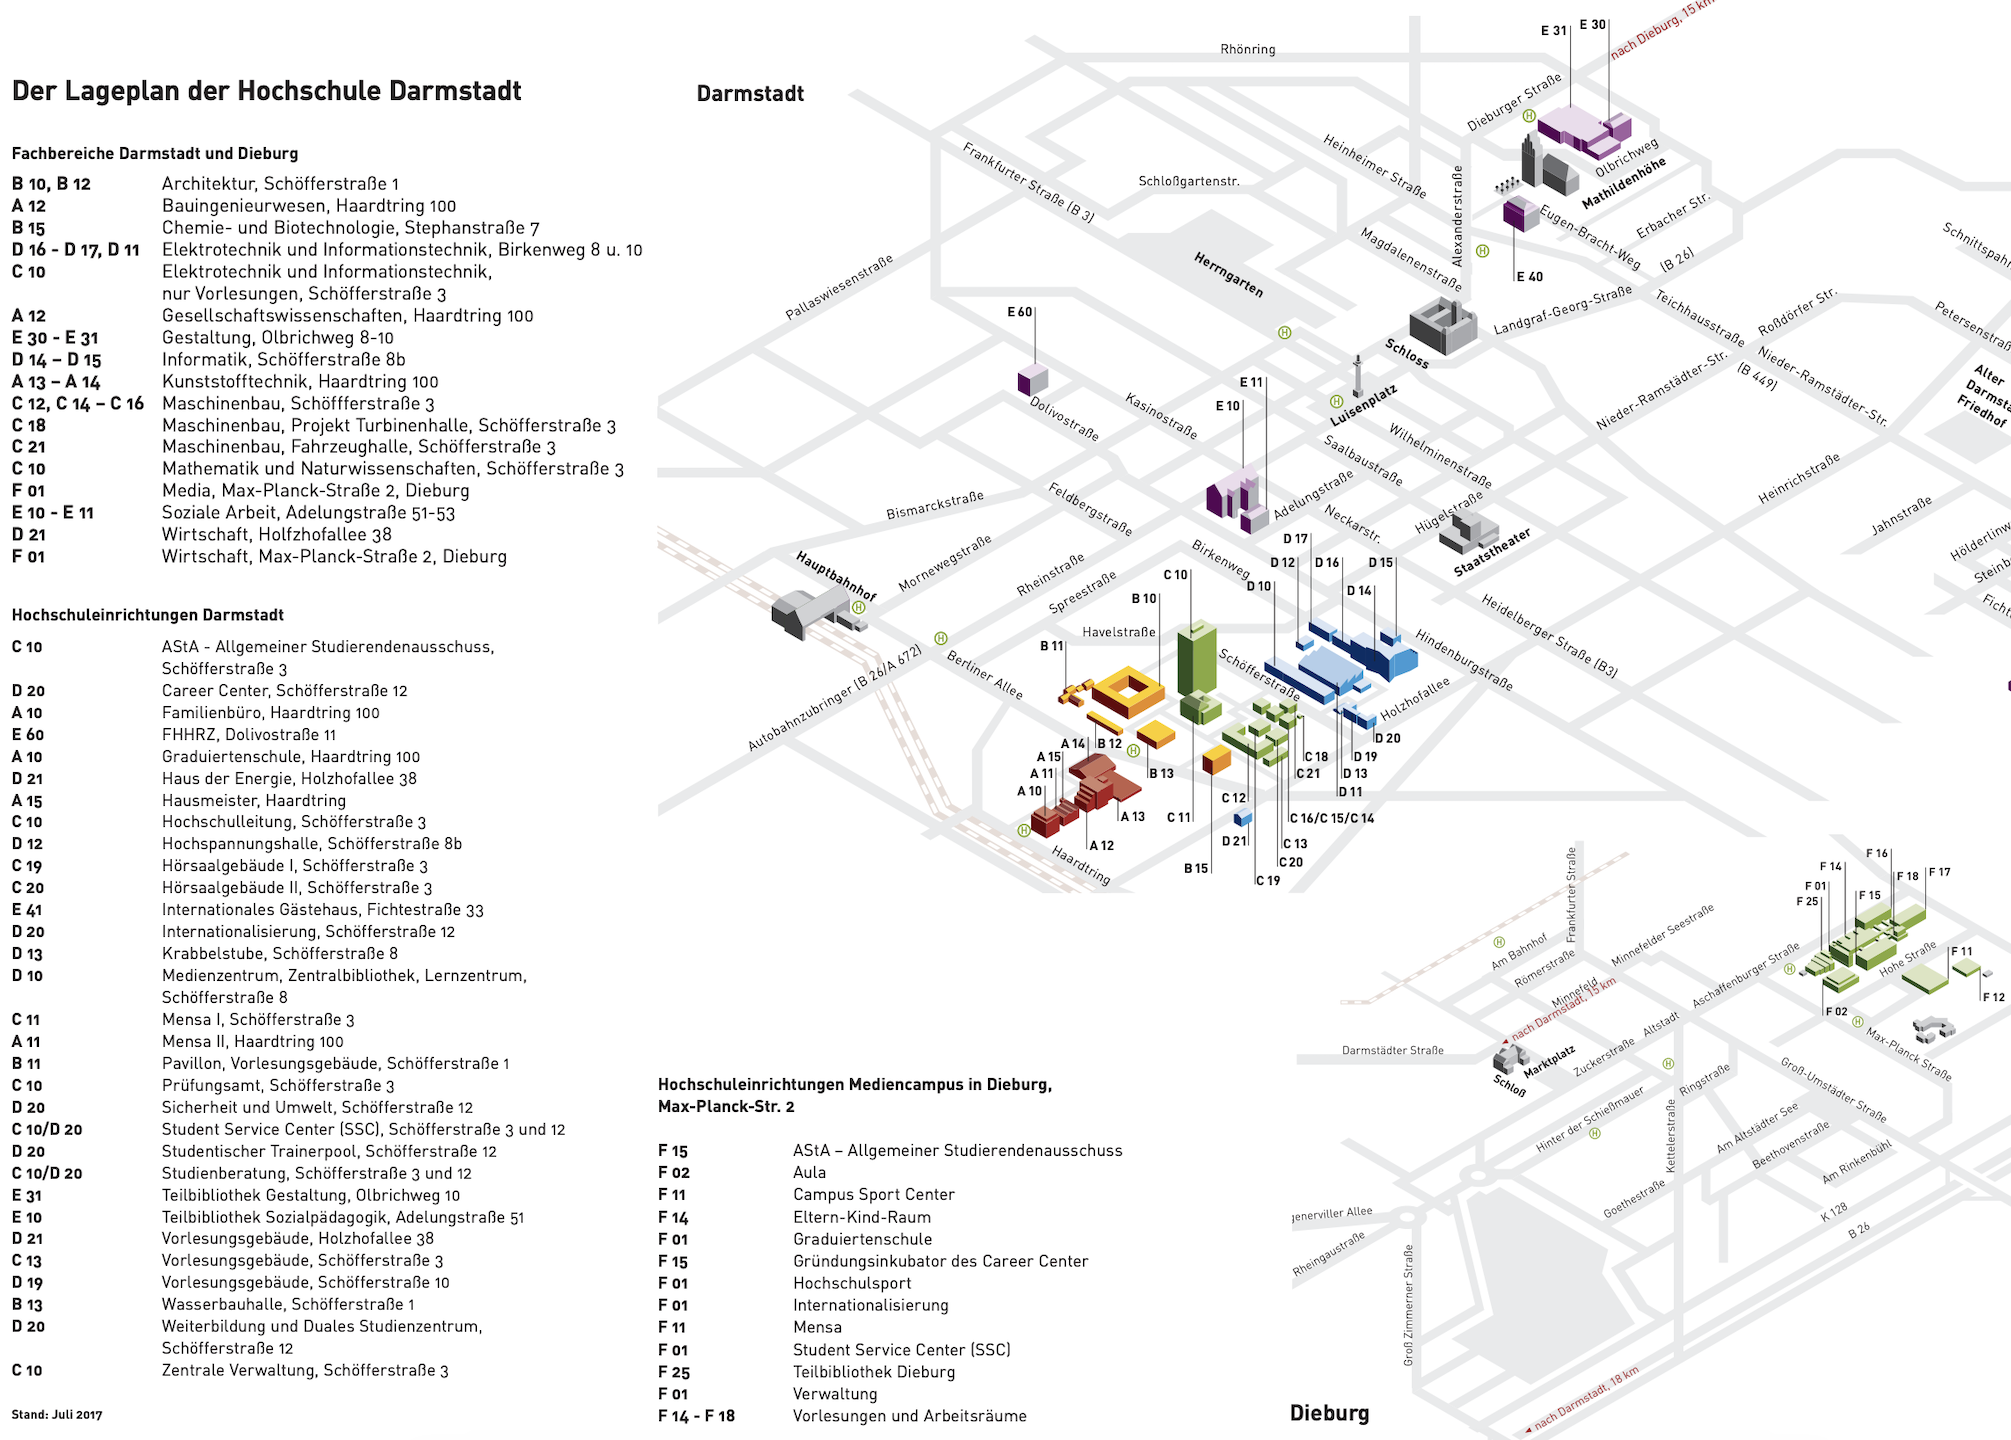 Der Lageplan der Hochschule Darmstadt
Fachbereiche Darmstadt und Dieburg
B 10, B 12 Architektur, Schöfferstraße 1
A 12 Bauingenieurwesen, Haardtring 100
B 15 Chemie- und Biotechnologie, Stephanstraße 7
D 16 - D 17, D 11 Elektrotechnik und Informationstechnik, Birkenweg 8 u. 10
C 10 Elektrotechnik und Informationstechnik,
nur Vorlesungen, Schöfferstraße 3
A 12 Gesellschaftswissenschaften, Haardtring 100
E 30 - E 31 Gestaltung, Olbrichweg 8-10
D 14 – D 15 Informatik, Schöfferstraße 8b
A 13 – A 14 Kunststofftechnik, Haardtring 100
C 12, C 14 – C 16 Maschinenbau, Schöffferstraße 3
C 18 Maschinenbau, Projekt Turbinenhalle, Schöfferstraße 3
C 21 Maschinenbau, Fahrzeughalle, Schöfferstraße 3
C 10 Mathematik und Naturwissenschaften, Schöfferstraße 3
F 01 Media, Max-Planck-Straße 2, Dieburg
E 10 - E 11 Soziale Arbeit, Adelungstraße 51-53
D 21 Wirtschaft, Holfzhofallee 38
F 01 Wirtschaft, Max-Planck-Straße 2, Dieburg
Hochschuleinrichtungen Darmstadt
C 10 AStA - Allgemeiner Studierendenausschuss,
Schöfferstraße 3
D 20 Career Center, Schöfferstraße 12
A 10 Familienbüro, Haardtring 100
E 60 FHHRZ, Dolivostraße 11
A 10 Graduiertenschule, Haardtring 100
D 21 Haus der Energie, Holzhofallee 38
A 15 Hausmeister, Haardtring
C 10 Hochschulleitung, Schöfferstraße 3
D 12 Hochspannungshalle, Schöfferstraße 8b
C 19 Hörsaalgebäude I, Schöfferstraße 3
C 20 Hörsaalgebäude II, Schöfferstraße 3
E 41 Internationales Gästehaus, Fichtestraße 33
D 20 Internationalisierung, Schöfferstraße 12
D 13 Krabbelstube, Schöfferstraße 8
D 10 Medienzentrum, Zentralbibliothek, Lernzentrum,
Schöfferstraße 8
C 11 Mensa I, Schöfferstraße 3
A 11 Mensa II, Haardtring 100
B 11 Pavillon, Vorlesungsgebäude, Schöfferstraße 1
C 10 Prüfungsamt, Schöfferstraße 3
D 20 Sicherheit und Umwelt, Schöfferstraße 12
C 10/D 20 Student Service Center (SSC), Schöfferstraße 3 und 12
D 20 Studentischer Trainerpool, Schöfferstraße 12
C 10/D 20 Studienberatung, Schöfferstraße 3 und 12
E 31 Teilbibliothek Gestaltung, Olbrichweg 10
E 10 Teilbibliothek Sozialpädagogik, Adelungstraße 51
D 21 Vorlesungsgebäude, Holzhofallee 38
C 13 Vorlesungsgebäude, Schöfferstraße 3
D 19 Vorlesungsgebäude, Schöfferstraße 10
B 13 Wasserbauhalle, Schöfferstraße 1
D 20 Weiterbildung und Duales Studienzentrum,
Schöfferstraße 12
C 10 Zentrale Verwaltung, Schöfferstraße 3
Stand: Juli 2017
Darmstadt
Rhönring
E 31
E 30
nach Dieburg, 15 km
Dieburger Straße
H
Olbrichweg
Mathildenhöhe
Frankfurter Straße (B 3)
Schloßgartenstr.
Heinheimer Straße
Alexanderstraße
Magdalenenstraße
Eugen-Bracht-Weg
Erbacher Str.
(B 26)
H
E 40
Herrngarten
Pallaswiesenstraße
Landgraf-Georg-Straße
Teichhausstraße
Roßdörfer Str.
Petersenstraß
Schnittspahn
E 60
H
Schloss
Nieder-Ramstädter-Str.
(B 449)
Nieder-Ramstädter-Str.
Alter
Darmstä
Friedhof
E 11
E 10
H
Luisenplatz
Dolivostraße
Kasinostraße
Saalbaustraße
Wilhelminenstraße
Heinrichstraße
Bismarckstraße
Feldbergstraße
Adelungstraße
Neckarstr.
Hügelstraße
Staatstheater
Jahnstraße
Hölderlinw
Steinb
Ficht
Hauptbahnhof
H
Mornewegstraße
Rheinstraße
Spreestraße
Birkenweg
D 17
D 12
D 16
D 15
D 10
D 14
C 10
B 10
Havelstraße
B 11
Heidelberger Straße (B3)
Hindenburgstraße
H
Berliner Allee
Autobahnzubringer (B 26/A 672)
Schöfferstraße
Holzhofallee
A 14
B 12
H
A 15
A 11
A 10
B 13
A 13
H
A 12
Haardtring
C 11
B 15
C 12
D 21
C 19
C 20
C 13
C 16/C 15/C 14
C 21
C 18
D 11
D 13
D 19
D 20
Hochschuleinrichtungen Mediencampus in Dieburg,
Max-Planck-Str. 2
F 15 AStA – Allgemeiner Studierendenausschuss
F 02 Aula
F 11 Campus Sport Center
F 14 Eltern-Kind-Raum
F 01 Graduiertenschule
F 15 Gründungsinkubator des Career Center
F 01 Hochschulsport
F 01 Internationalisierung
F 11 Mensa
F 01 Student Service Center (SSC)
F 25 Teilbibliothek Dieburg
F 01 Verwaltung
F 14 - F 18 Vorlesungen und Arbeitsräume
F 16
F 14
F 18
F 17
F 01
F 15
F 25
F 11
F 12
F 02
H
H
Frankfurter Straße
Minnefelder Seestraße
H
Am Bahnhof
Römerstraße
Minnefeld
nach Darmstadt, 15 km
Aschaffenburger Straße
Hohe Straße
Max-Planck Straße
Altstadt
Zuckerstraße
Darmstädter Straße
Marktplatz
Schloß
H
Ringstraße
Groß-Umstädter Straße
Hinter der Schießmauer
H
Kettelerstraße
Am Altstädter See
Beethovenstraße
Am Rinkenbühl
Goethestraße
K 128
B 26
generviller Allee
Rheingaustraße
Groß Zimmerner Straße
nach Darmstadt, 18 km
Dieburg